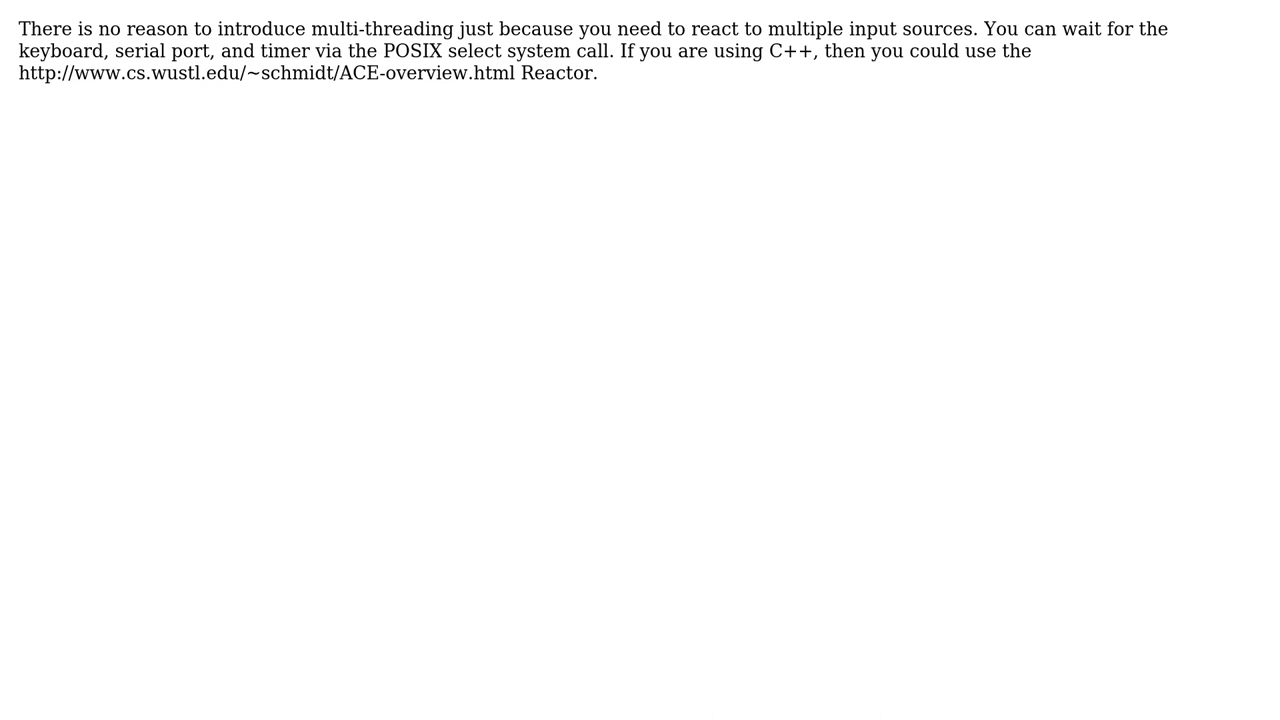 There is no reason to introduce multi-threading just because you need to react to multiple input sources. You can wait for the
keyboard, serial port, and timer via the POSIX select system call. If you are using C++, then you could use the
http://www.cs.wustl.edu/~schmidt/ACE-overview.html Reactor.